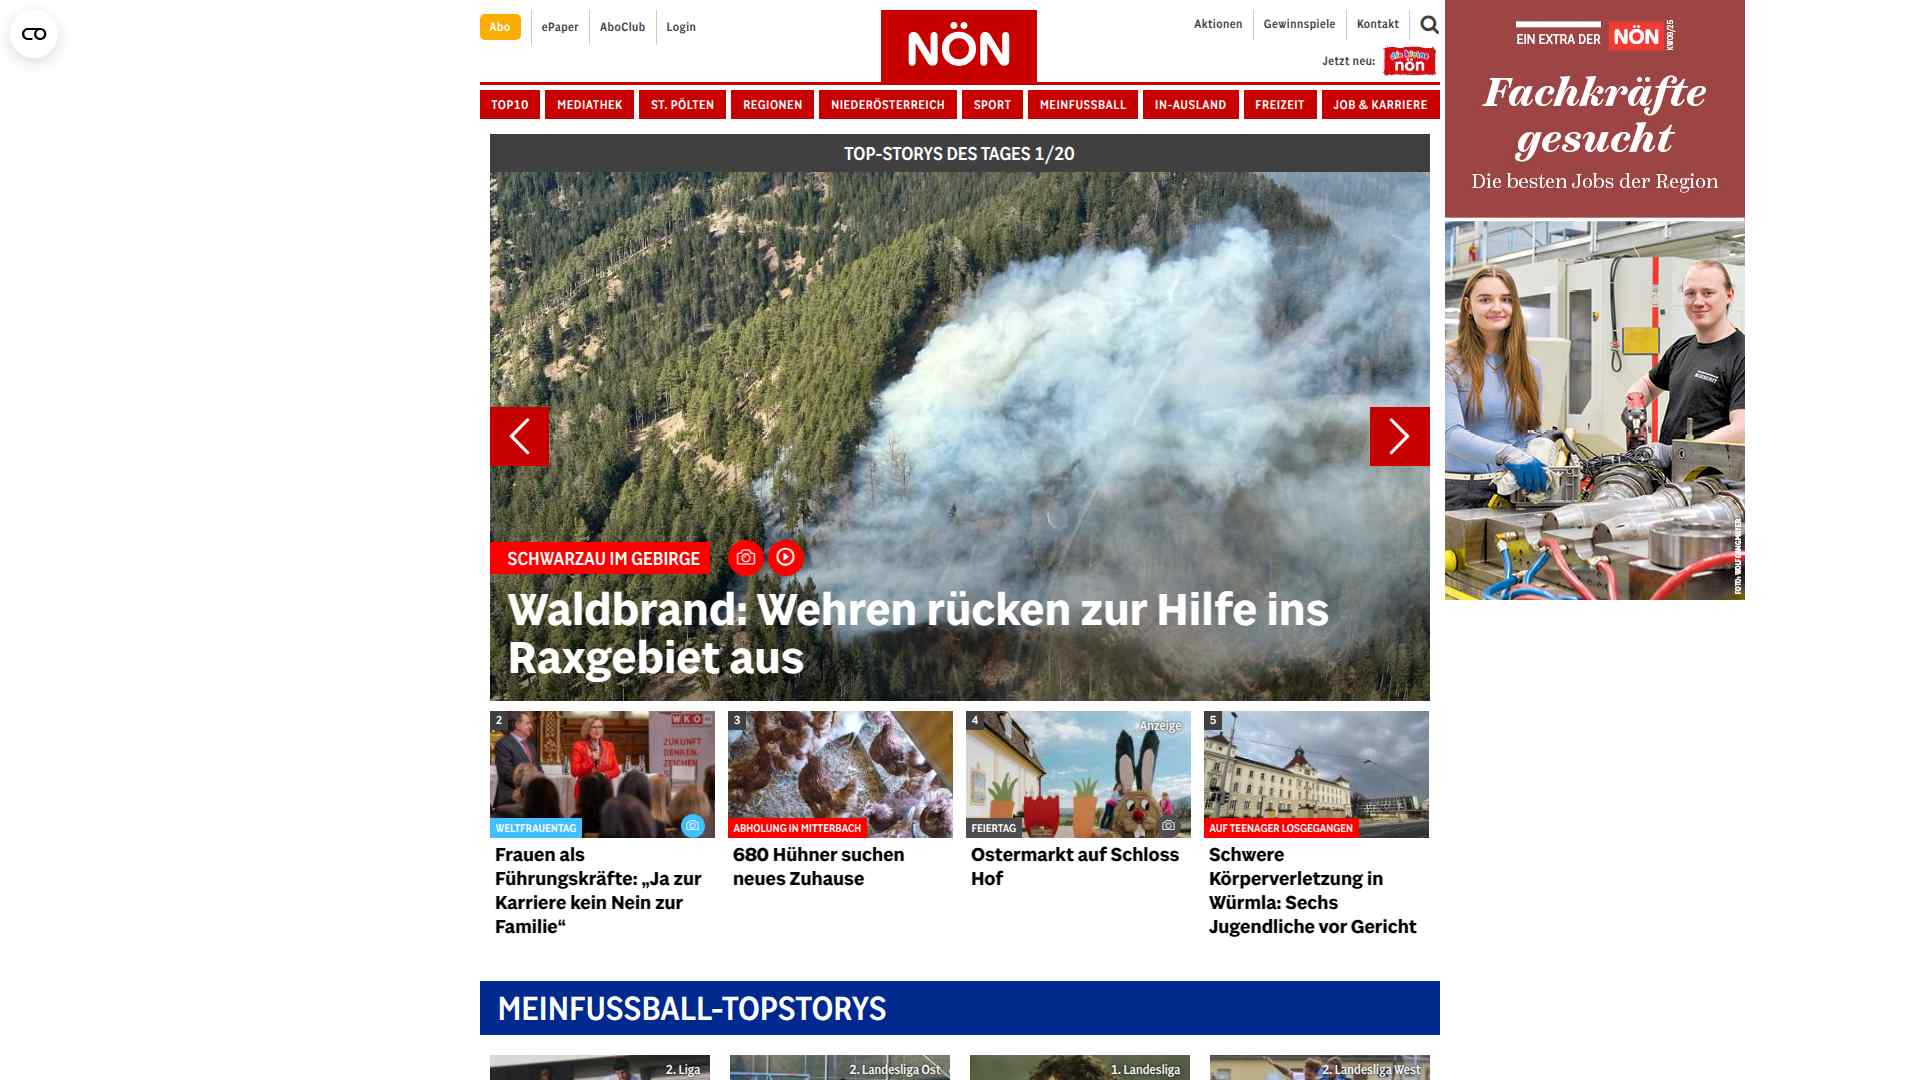 Abo
ePaper
AboClub
Login
NÖN
Aktionen
Gewinnspiele
Kontakt
Jetzt neu:
die kleine
nön
TOP10
MEDIATHEK
ST. PÖLTEN
REGIONEN
NIEDERÖSTERREICH
SPORT
MEINFUSSBALL
IN-AUSLAND
FREIZEIT
JOB & KARRIERE
EIN EXTRA DER NÖN KW09/25
Fachkräfte
gesucht
Die besten Jobs der Region
TOP-STORYS DES TAGES 1/20
SCHWARZAU IM GEBIRGE
Waldbrand: Wehren rücken zur Hilfe ins
Raxgebiet aus
2
WKO
ZUKUNFT
DENKEN.
WELTFRAUENTAG
Frauen als
Führungskräfte: „Ja zur
Karriere kein Nein zur
Familie“
3
ABHOLUNG IN MITTERBACH
680 Hühner suchen
neues Zuhause
4
Anzeige
FEIERTAG
Ostermarkt auf Schloss
Hof
5
AUF TEENAGER LOSGEGANGEN
Schwere
Körperverletzung in
Würmla: Sechs
Jugendliche vor Gericht
MEINFUSSBALL-TOPSTORYS
2. Liga
2. Landesliga Ost
1. Landesliga
2. Landesliga West